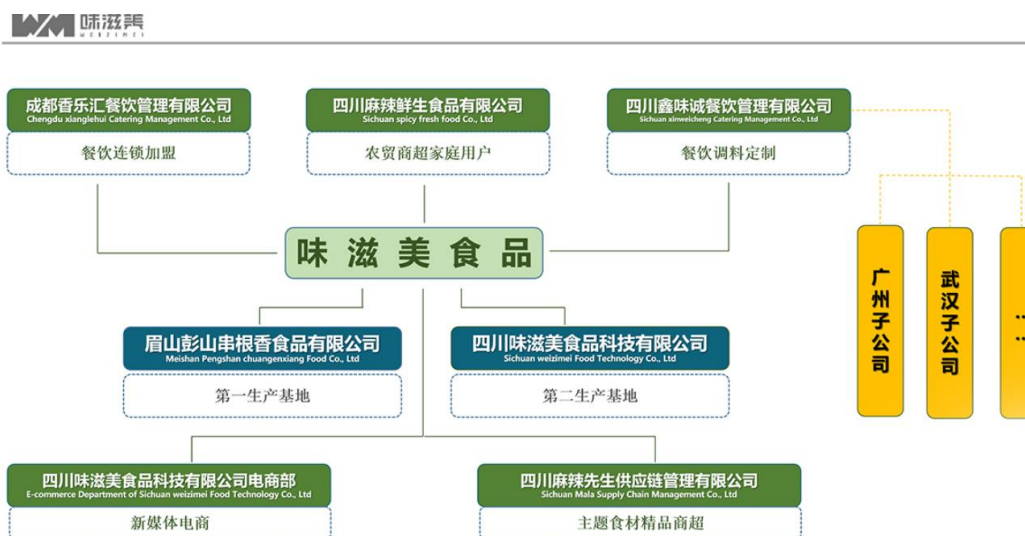 WM 味滋美
WEIZIMEI
成都香乐汇餐饮管理有限公司
Chengdu xianglehui Catering Management Co., Ltd
餐饮连锁加盟
四川麻辣鲜生食品有限公司
Sichuan spicy fresh food Co., Ltd
农贸商超家庭用户
四川鑫味诚餐饮管理有限公司
Sichuan xinweicheng Catering Management Co., Ltd
餐饮调料定制
味滋美食品
广州子公司
武汉子公司
眉山彭山串根香食品有限公司
Meishan Pengshan chuangenxiang Food Co., Ltd
第一生产基地
四川味滋美食品科技有限公司
Sichuan weizimei Food Technology Co., Ltd
第二生产基地
四川味滋美食品科技有限公司电商部
E-commerce Department of Sichuan weizimei Food Technology Co., Ltd
新媒体电商
四川麻辣先生供应链管理有限公司
Sichuan Mala Supply Chain Management Co., Ltd
主题食材精品商超